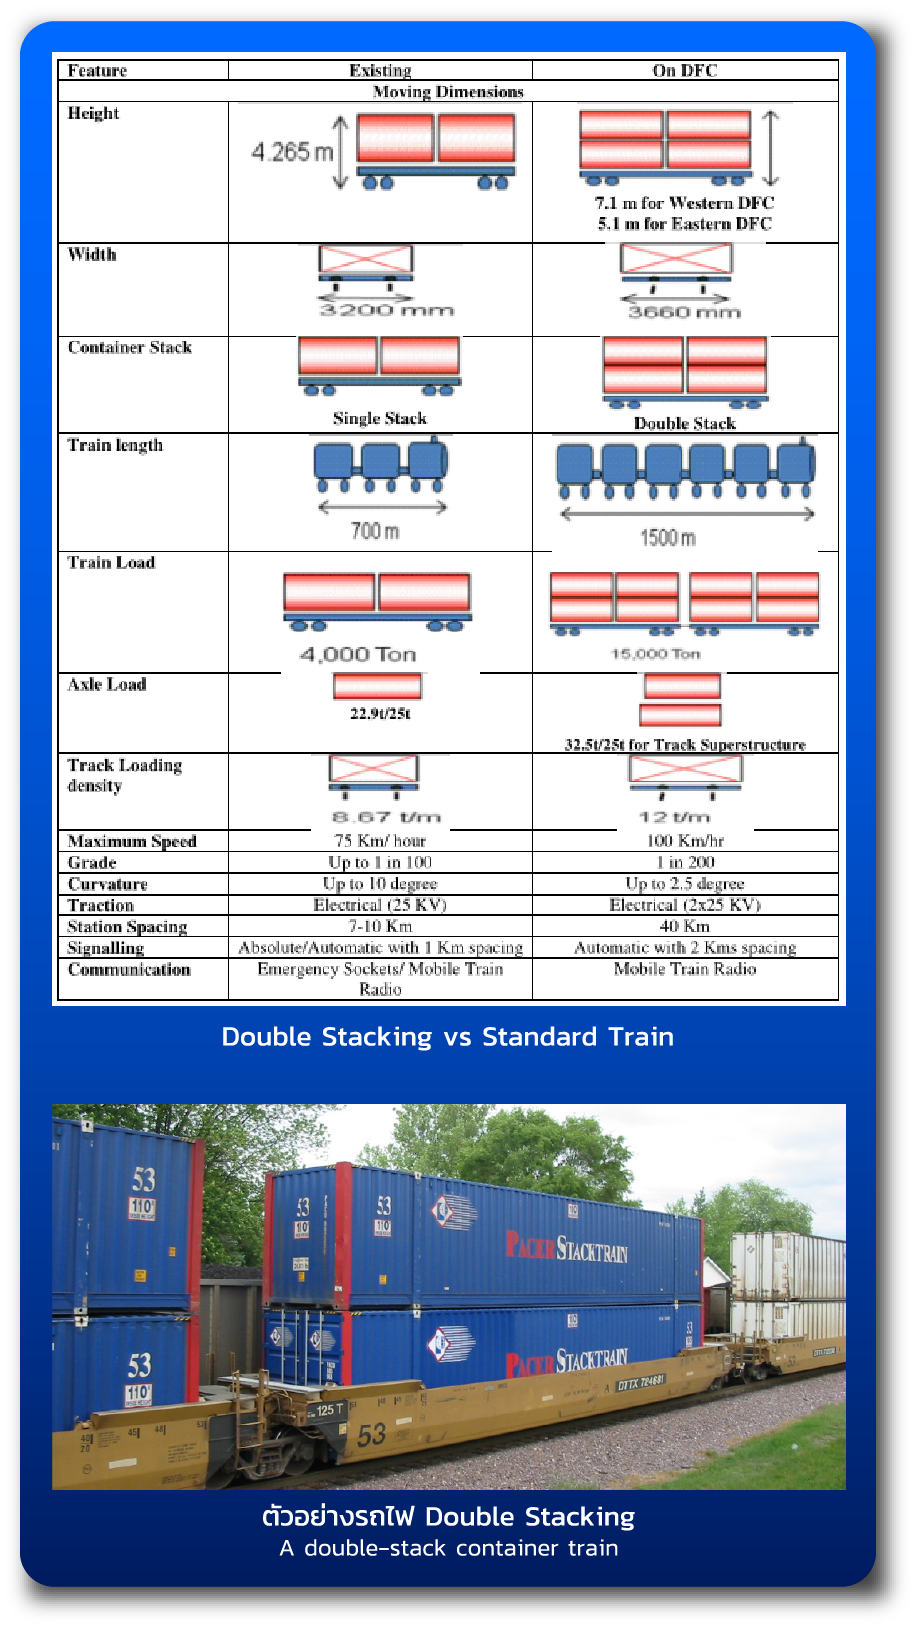 Feature Existing On DFC
Moving Dimensions
Height
4.265 m
7.1 m for Western DFC
5.1 m for Eastern DFC
Width
3200 mm 3660 mm
Container Stack
Single Stack Double Stack
Train length
700 m 1500 m
Train Load
4,000 Ton 15,000 Ton
Axle Load
22.9t/25t
32.5t/25t for Track Superstructure
Track Loading
density
8.67 t/m 12 t/m
Maximum Speed 75 Km/ hour 100 Km/hr
Grade Up to 1 in 100 1 in 200
Curvature Up to 10 degree Up to 2.5 degree
Traction Electrical (25 KV) Electrical (2x25 KV)
Station Spacing 7-10 Km 40 Km
Signalling Absolute/Automatic with 1 Km spacing Automatic with 2 Kms spacing
Communication Emergency Sockets/ Mobile Train Mobile Train Radio
Radio
Double Stacking vs Standard Train
53
110
53
110
53
110
PACER STACKTRAIN
53
110
53
PACER STACKTRAIN
DTTX 724681
125 T
53
ตัวอย่างรถไฟ Double Stacking
A double-stack container train